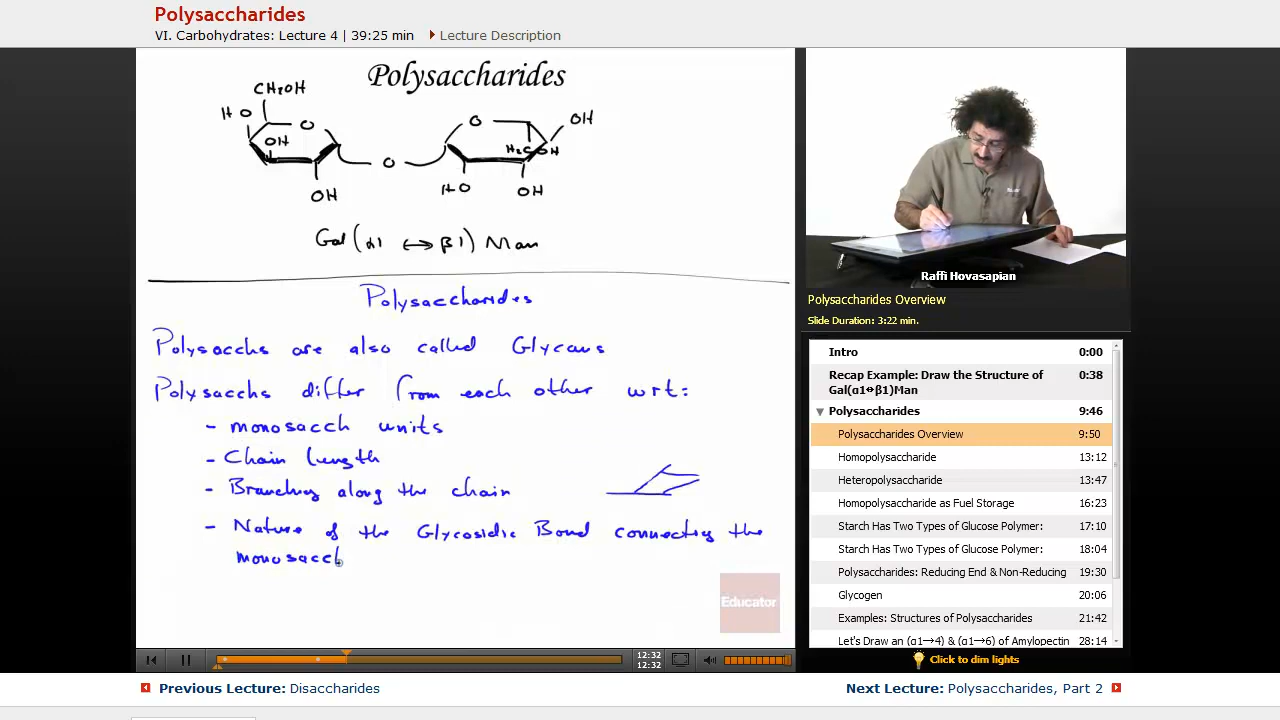 Polysaccharides
VI. Carbohydrates: Lecture 4 | 39:25 min
Lecture Description
Polysaccharides
CH₂OH
HO
O
OH
OH
O
O
OH
H₂COH
HO
OH
Gal (α1 ↔ β1) Man
Polysaccharides
Polysacchs are also called Glycans
Polysacchs differ from each other wrt:
- monosacch units
- Chain length
- Branching along the chain
- Nature of the Glycosidic Bond connecting the
monosacch
Educator
Raffi Hovasapian
Polysaccharides Overview
Slide Duration: 3:22 min.
Intro 0:00
Recap Example: Draw the Structure of 0:38
Gal(α1↔β1)Man
Polysaccharides 9:46
Polysaccharides Overview 9:50
Homopolysaccharide 13:12
Heteropolysaccharide 13:47
Homopolysaccharide as Fuel Storage 16:23
Starch Has Two Types of Glucose Polymer: 17:10
Starch Has Two Types of Glucose Polymer: 18:04
Polysaccharides: Reducing End & Non-Reducing 19:30
Glycogen 20:06
Examples: Structures of Polysaccharides 21:42
Let's Draw an (α1→4) & (α1→6) of Amylopectin 28:14
12:32
12:32
Click to dim lights
Previous Lecture: Disaccharides
Next Lecture: Polysaccharides, Part 2